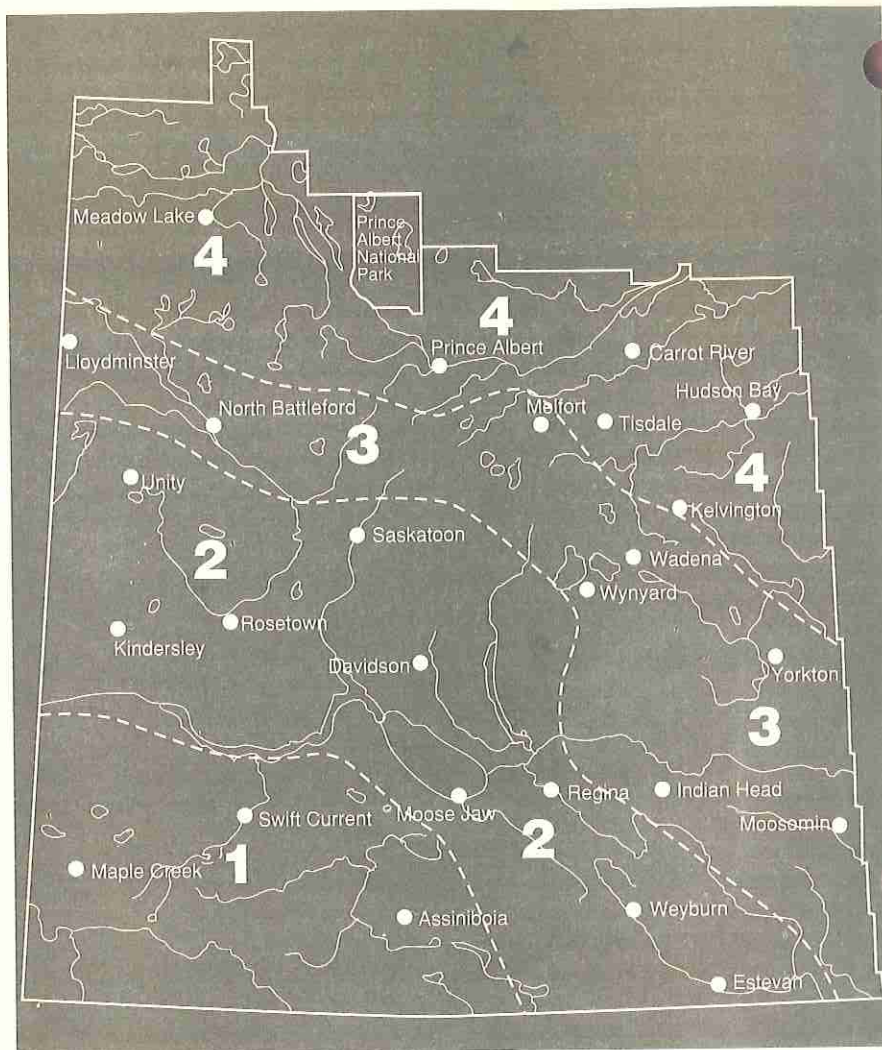 Meadow Lake
4
Prince
Albert
National
Park
4
Lloydminster
Prince Albert
Carrot River
Hudson Bay
North Battleford
Melfort
Tisdale
3
Unity
4
Kelvington
Saskatoon
2
Wadena
Wynyard
Rosetown
Kindersley
Davidson
Yorkton
3
Regina
Indian Head
Moose Jaw
Swift Current
Moosomin
2
1
Maple Creek
Assiniboia
Weyburn
Estevan